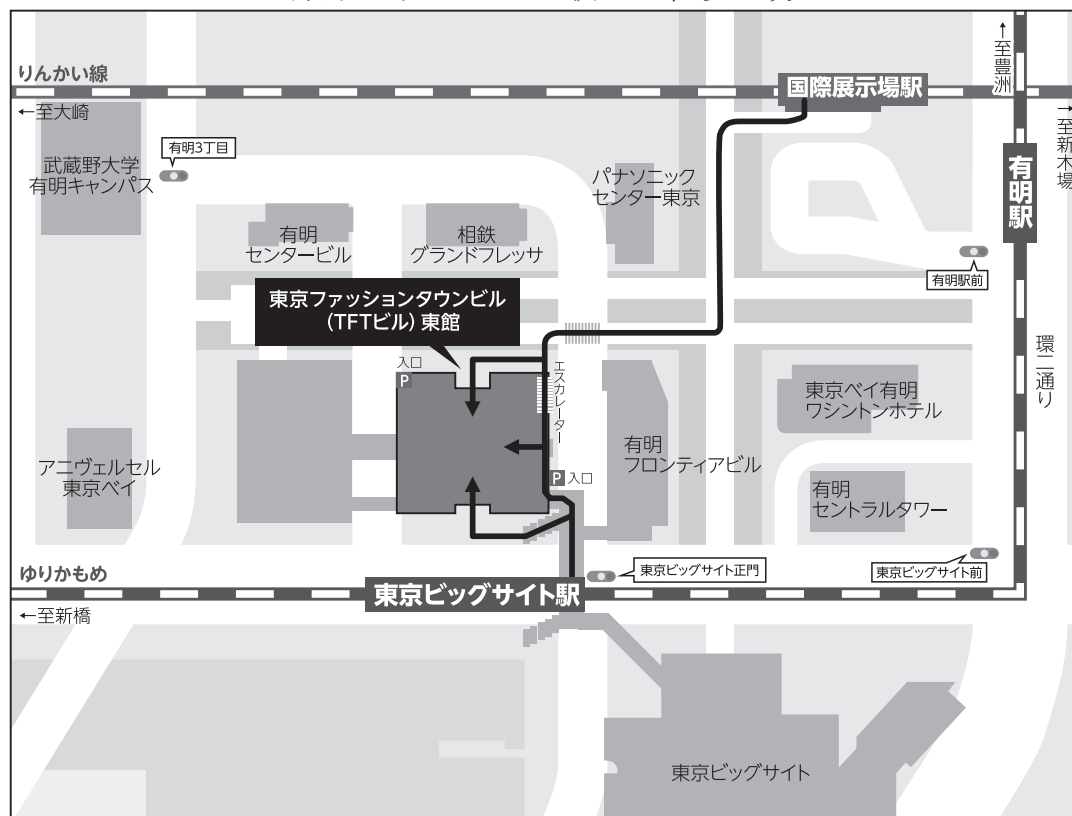 りんかい線
←至大崎
国際展示場駅
←至豊洲
→至新木場
有明3丁目
武蔵野大学
有明キャンパス
パナソニック
センター東京
有明駅
有明
センタービル
相鉄
グランドフレッサ
有明駅前
東京ファッションタウンビル
(TFTビル)東館
環二通り
入口
P
エスカレーター
東京ベイ有明
ワシントンホテル
アニヴェルセル
東京ベイ
有明
フロンティアビル
P 入口
有明
セントラルタワー
ゆりかもめ
東京ビッグサイト駅
東京ビッグサイト正門
東京ビッグサイト前
←至新橋
東京ビッグサイト